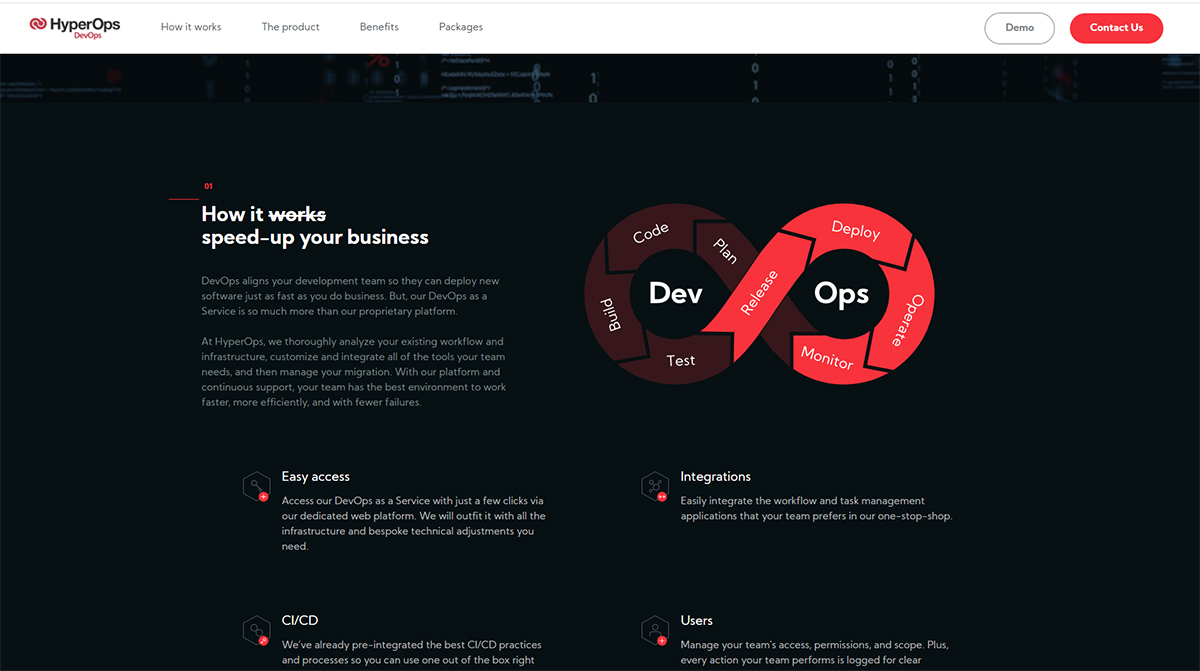 HyperOps
DevOps
How it works
The product
Benefits
Packages
Demo
Contact Us
01
How it works
speed-up your business
DevOps aligns your development team so they can deploy new
software just as fast as you do business. But, our DevOps as a
Service is so much more than our proprietary platform.
At HyperOps, we thoroughly analyze your existing workflow and
infrastructure, customize and integrate all of the tools your team
needs, and then manage your migration. With our platform and
continuous support, your team has the best environment to work
faster, more efficiently, and with fewer failures.
Code
Plan
Build
Test
Dev
Release
Deploy
Operate
Monitor
Ops
Easy access
Access our DevOps as a Service with just a few clicks via
our dedicated web platform. We will outfit it with all the
infrastructure and bespoke technical adjustments you
need.
Integrations
Easily integrate the workflow and task management
applications that your team prefers in our one-stop-shop.
CI/CD
We've already pre-integrated the best CI/CD practices
and processes so you can use one out of the box right
Users
Manage your team's access, permissions, and scope. Plus,
every action your team performs is logged for clear